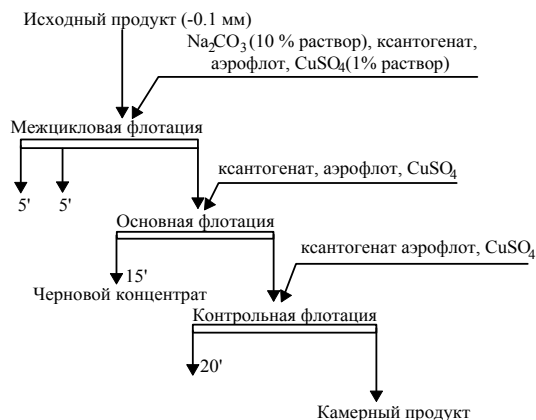 Исходный продукт (-0.1 мм)
Na2CO3 (10 % раствор), ксантогенат,
аэрофлот, CuSO4(1% раствор)
Межцикловая флотация
5' 5'
ксантогенат, аэрофлот, CuSO4
Основная флотация
15'
Черновой концентрат
ксантогенат аэрофлот, CuSO4
Контрольная флотация
20'
Камерный продукт